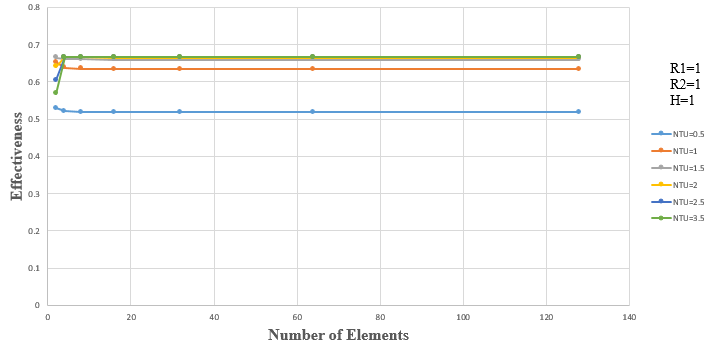 0.8
0.7
0.6
0.5
0.4
0.3
0.2
0.1
0
0 20 40 60 80 100 120 140
Effectiveness
Number of Elements
R1=1
R2=1
H=1
NTU=0.5
NTU=1
NTU=1.5
NTU=2
NTU=2.5
NTU=3.5